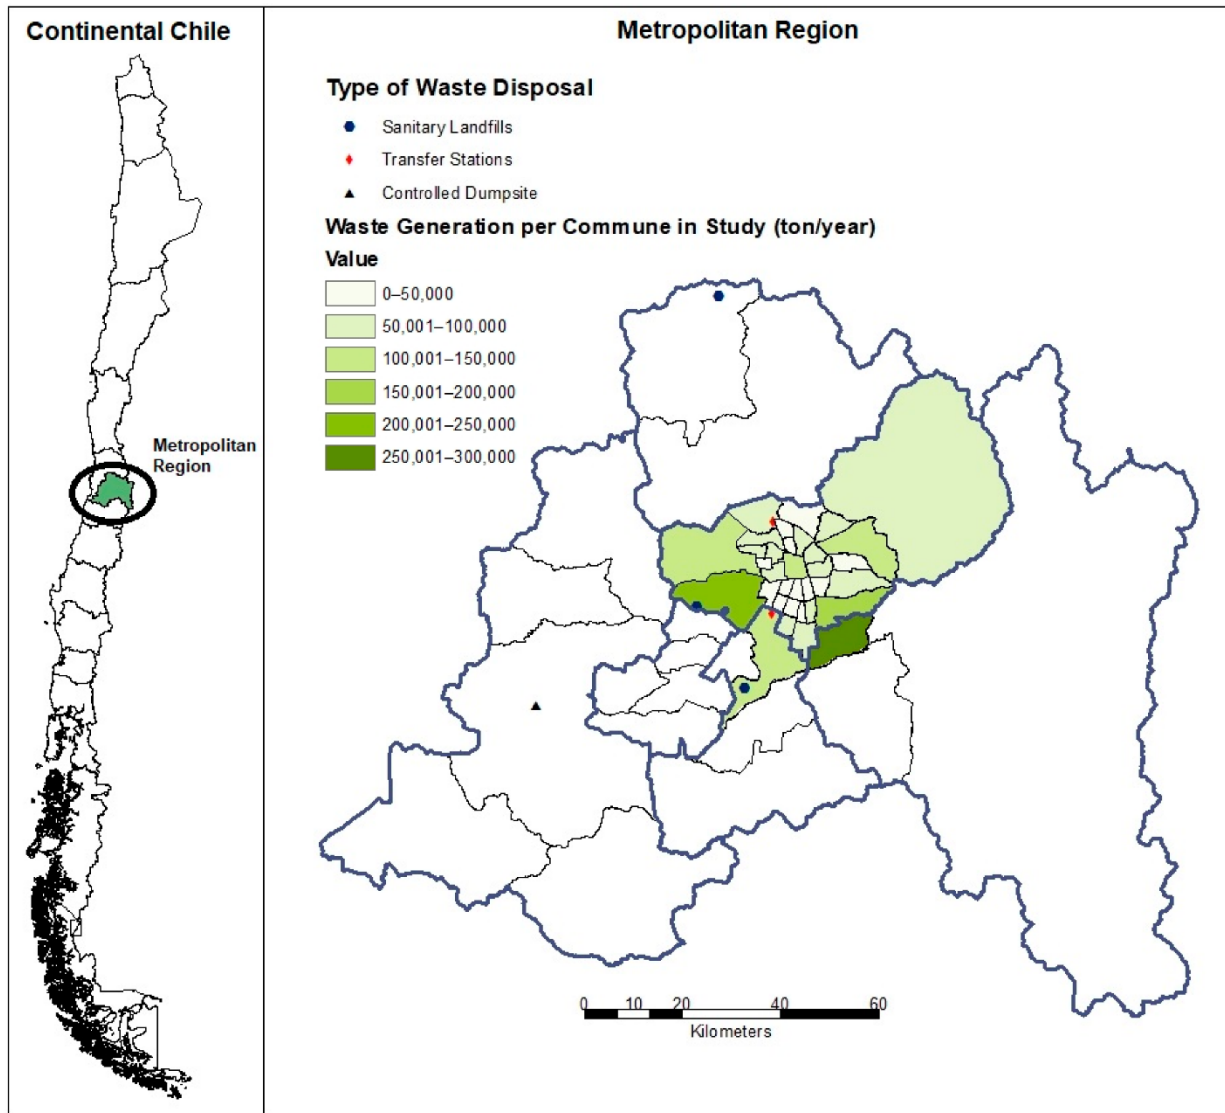 Continental Chile
Metropolitan
Region
Metropolitan Region
Type of Waste Disposal
Sanitary Landfills
Transfer Stations
Controlled Dumpsite
Waste Generation per Commune in Study (ton/year)
Value
0–50,000
50,001–100,000
100,001–150,000
150,001–200,000
200,001–250,000
250,001–300,000
0 10 20 40 60
Kilometers